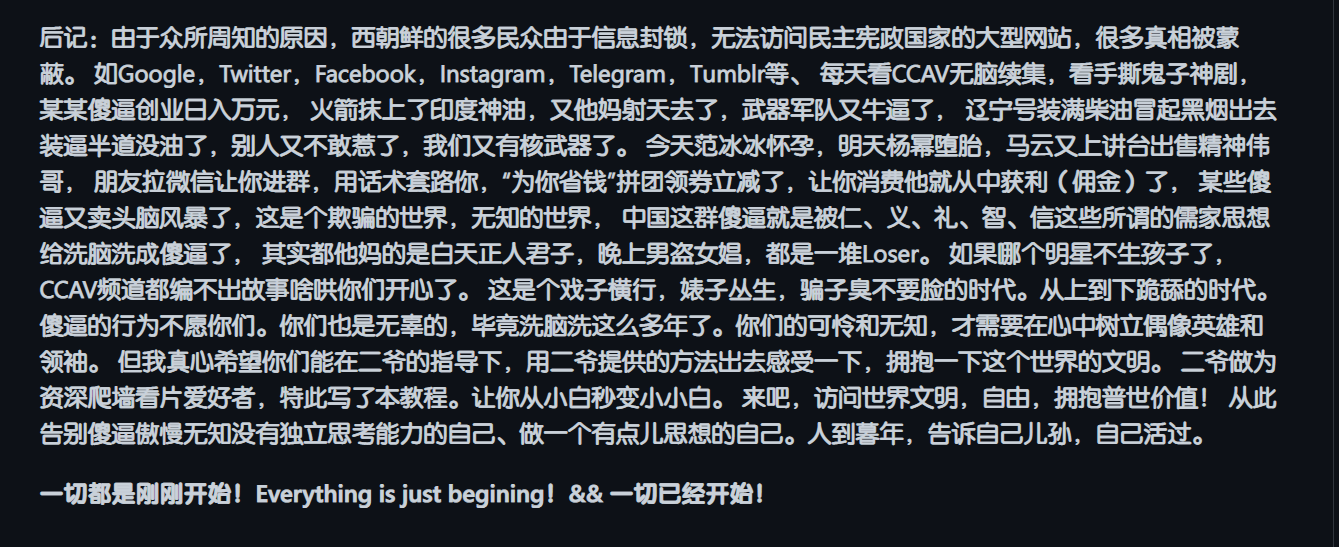 后记：由于众所周知的原因，西朝鲜的很多民众由于信息封锁，无法访问民主宪政国家的大型网站，很多真相被蒙
蔽。 如Google，Twitter，Facebook，Instagram，Telegram，Tumblr等、 每天看CCAV无脑续集，看手撕鬼子神剧，
某某傻逼创业日入万元， 火箭抹上了印度神油，又他妈射天去了，武器军队又牛逼了， 辽宁号装满柴油冒起黑烟出去
装逼半道没油了，别人又不敢惹了，我们又有核武器了。 今天范冰冰怀孕，明天杨幂堕胎，马云又上讲台出售精神伟
哥， 朋友拉微信让你进群，用话术套路你，“为你省钱”拼团领券立减了，让你消费他就从中获利（佣金）了， 某些傻
逼又卖头脑风暴了，这是个欺骗的世界，无知的世界， 中国这群傻逼就是被仁、义、礼、智、信这些所谓的儒家思想
给洗脑洗成傻逼了， 其实都他妈的是白天正人君子，晚上男盗女娼，都是一堆Loser。 如果哪个明星不生孩子了，
CCAV频道都编不出故事啥哄你们开心了。 这是个戏子横行，婊子丛生，骗子臭不要脸的时代。从上到下跪舔的时代。
傻逼的行为不愿你们。你们也是无辜的，毕竟洗脑洗这么多年了。你们的可怜和无知，才需要在心中树立偶像英雄和
领袖。 但我真心希望你们能在二爷的指导下，用二爷提供的方法出去感受一下，拥抱一下这个世界的文明。 二爷做为
资深爬墙看片爱好者，特此写了本教程。让你从小白秒变小小白。 来吧，访问世界文明，自由，拥抱普世价值！ 从此
告别傻逼傲慢无知没有独立思考能力的自己、做一个有点儿思想的自己。人到暮年，告诉自己儿孙，自己活过。
一切都是刚刚开始！Everything is just begining！&& 一切已经开始！